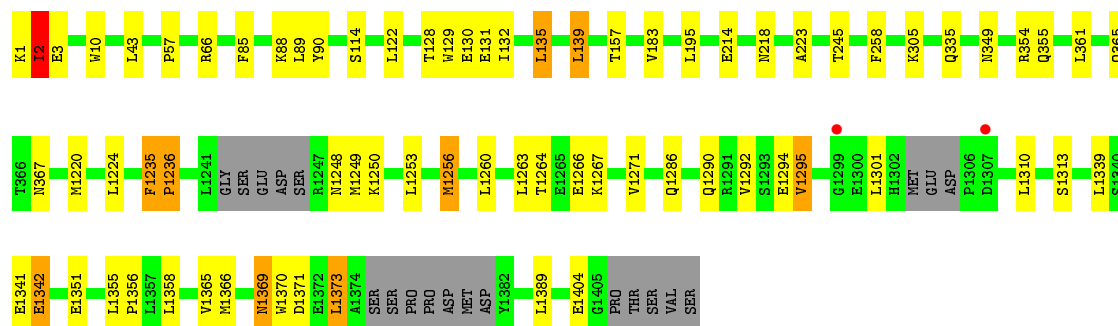 K1 I2 E3 W10 L43 P57 R66 F85 K88 L89 Y90 S114 L122 T128 W129 E130 E131 I132 L135 L139 T157 V183 L195 E214 N218 A223 T245 F258 K305 Q335 N349 R354 Q355 L361 Q365
T366 N367 M1220 L1224 F1235 P1236 L1241 GLY SER GLU ASP SER R1247 N1248 M1249 K1250 L1253 M1256 L1260 L1263 T1264 E1265 E1266 K1267 V1271 Q1286 Q1290 R1291 V1292 S1293 E1294 V1295 G1299 E1300 L1301 H1302 MET GLU ASP P1306 D1307 L1310 S1313 L1339 S1340
E1341 E1342 E1351 L1355 P1356 L1357 L1358 V1365 M1366 N1369 W1370 D1371 E1372 L1373 A1374 SER SER PRO PRO ASP MET ASP Y1382 L1389 E1404 G1405 PRO THR SER VAL SER